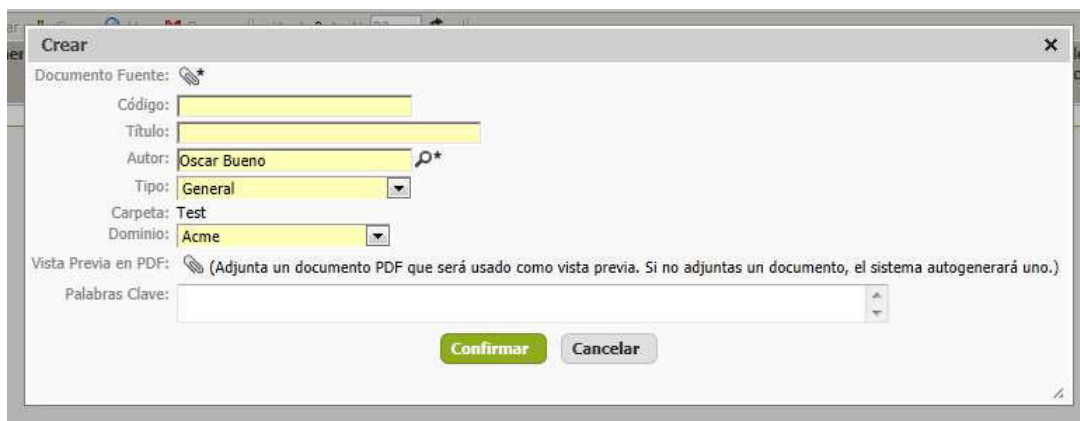 Crear
Documento Fuente: *
Código:
Título:
Autor: Oscar Bueno *
Tipo: General
Carpeta: Test
Dominio: Acme
Vista Previa en PDF: (Adjunta un documento PDF que será usado como vista previa. Si no adjuntas un documento, el sistema autogenerará uno.)
Palabras Clave:
Confirmar Cancelar